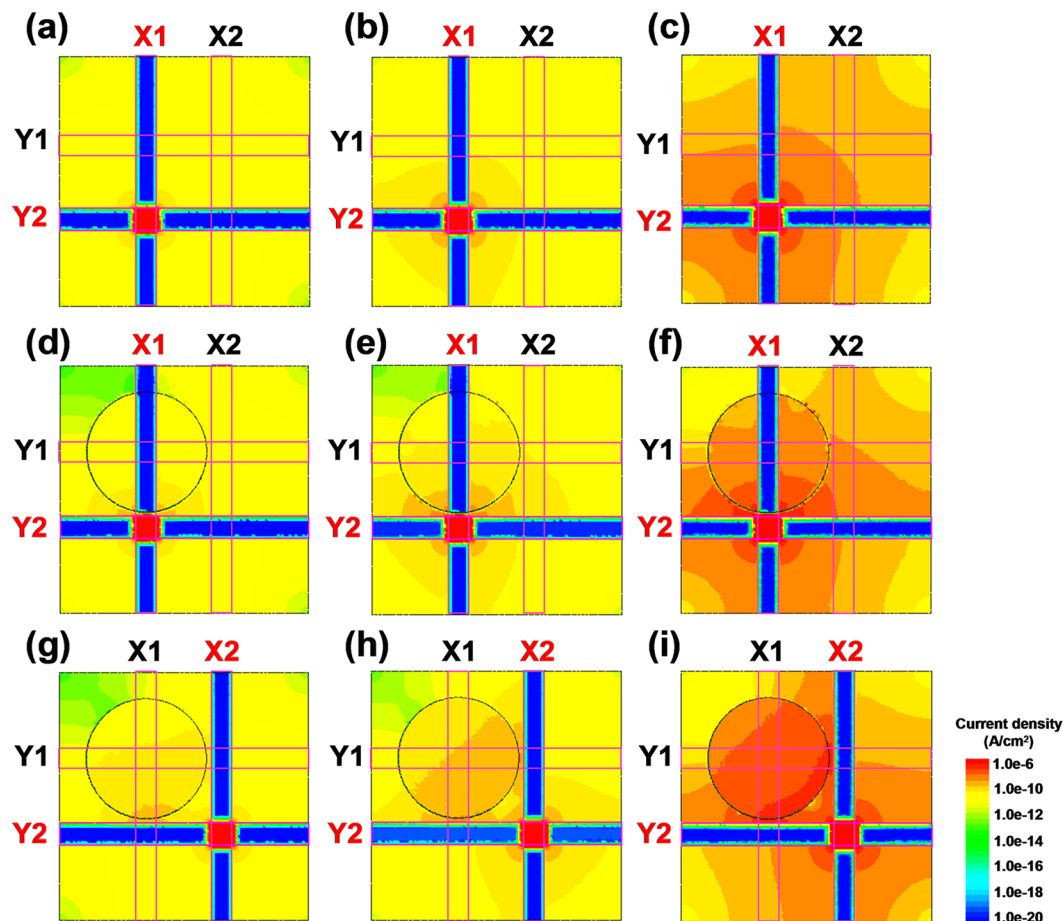 (a) X1 X2 (b) X1 X2 (c) X1 X2
Y1 Y1 Y1
Y2 Y2 Y2
(d) X1 X2 (e) X1 X2 (f) X1 X2
Y1 Y1 Y1
Y2 Y2 Y2
(g) X1 X2 (h) X1 X2 (i) X1 X2
Y1 Y1 Y1
Y2 Y2 Y2
Current density
(A/cm²)
1.0e-6
1.0e-10
1.0e-12
1.0e-14
1.0e-16
1.0e-18
1.0e-20